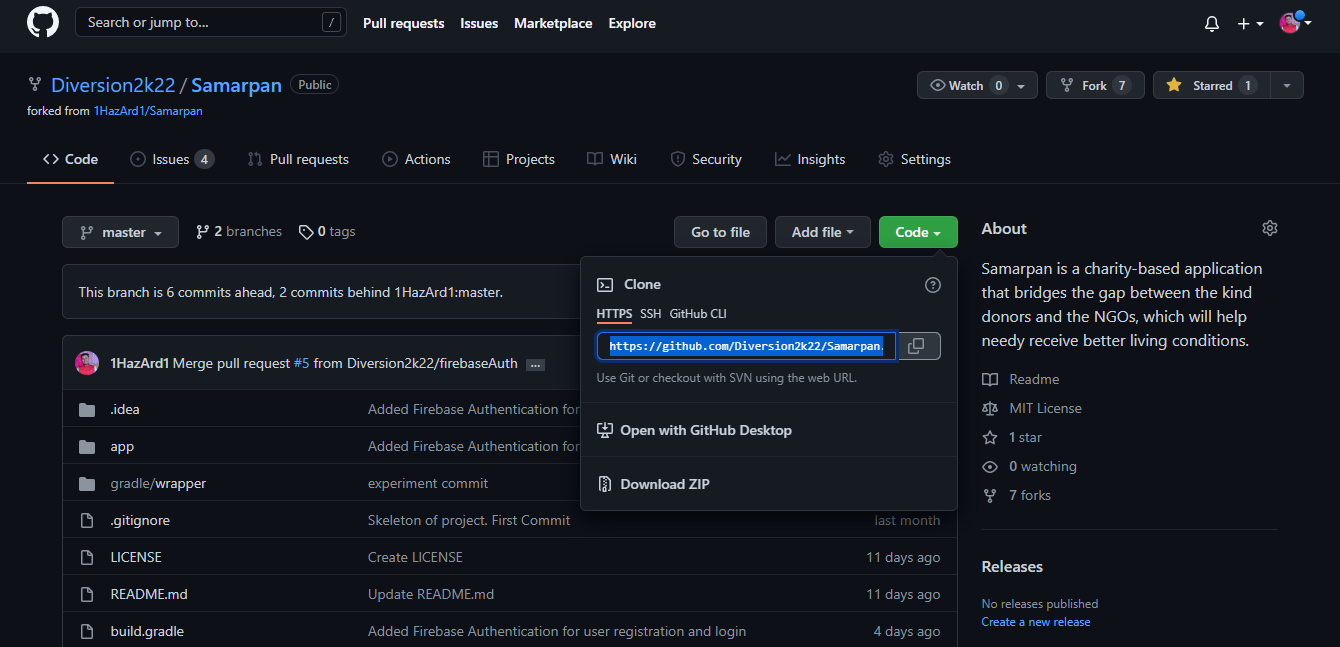 Search or jump to... /
Pull requests Issues Marketplace Explore
Diversion2k22 / Samarpan Public
forked from 1HazArd1/Samarpan
Watch 0 Fork 7 Starred 1
Code Issues 4 Pull requests Actions Projects Wiki Security Insights Settings
master 2 branches 0 tags
Go to file Add file Code
This branch is 6 commits ahead, 2 commits behind 1HazArd1:master.
Clone
?
HTTPS SSH GitHub CLI
https://github.com/Diversion2k22/Samarpan.
Use Git or checkout with SVN using the web URL.
Open with GitHub Desktop
Download ZIP
1HazArd1 Merge pull request #5 from Diversion2k22/firebaseAuth ...
.idea Added Firebase Authentication for
app Added Firebase Authentication for
gradle/wrapper experiment commit
.gitignore Skeleton of project. First Commit last month
LICENSE Create LICENSE 11 days ago
README.md Update README.md 11 days ago
build.gradle Added Firebase Authentication for user registration and login 4 days ago
About
Samarpan is a charity-based application
that bridges the gap between the kind
donors and the NGOs, which will help
needy receive better living conditions.
Readme
MIT License
1 star
0 watching
7 forks
Releases
No releases published
Create a new release